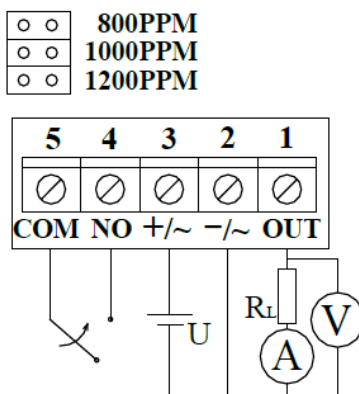 800PPM
1000PPM
1200PPM
5 4 3 2 1
COM NO +/~ −/~ OUT
U RL A V